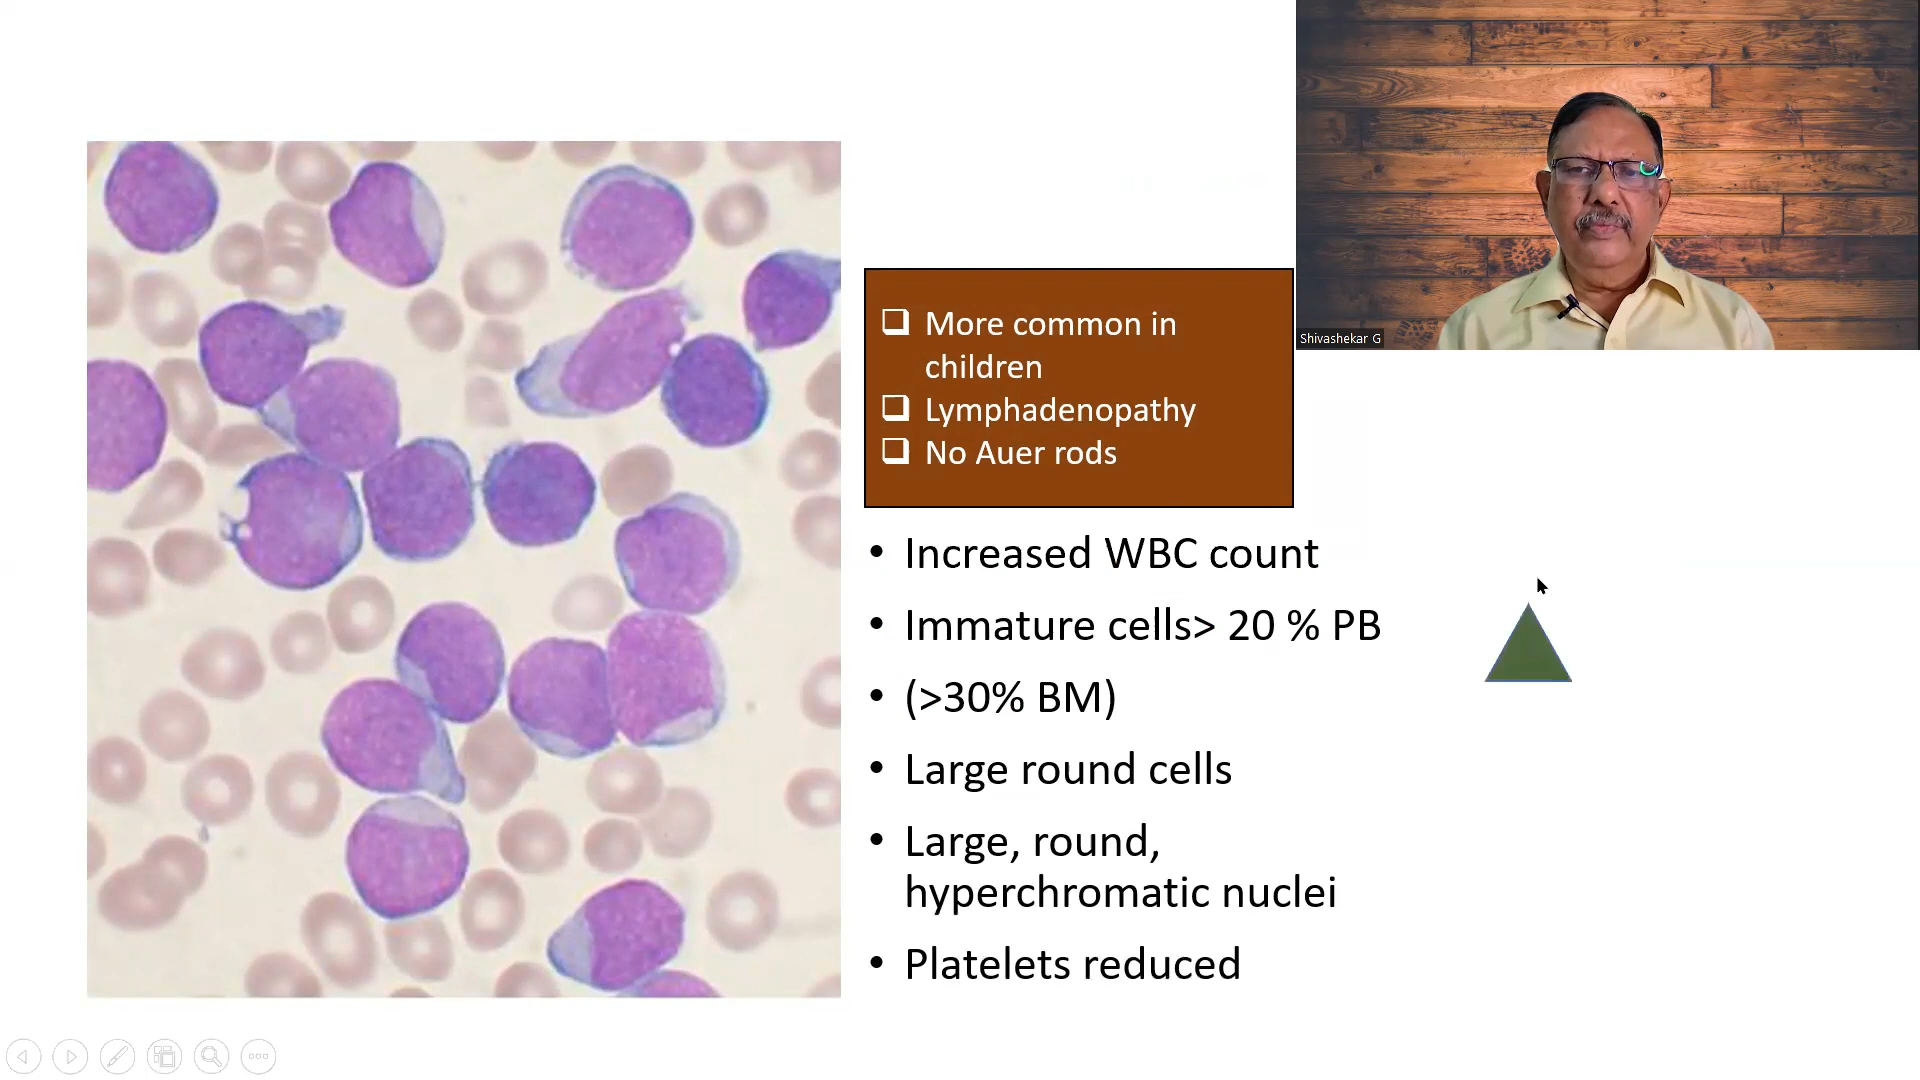 ❑ More common in
children
❑ Lymphadenopathy
❑ No Auer rods
Shivashekar G
• Increased WBC count
• Immature cells> 20 % PB
• (>30% BM)
• Large round cells
• Large, round,
hyperchromatic nuclei
• Platelets reduced